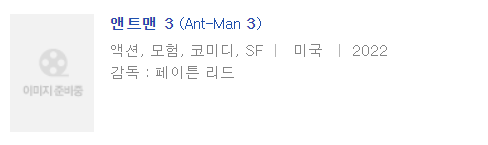 앤트맨 3 (Ant-Man 3)
액션, 모험, 코미디, SF | 미국 | 2022
감독 : 페이튼 리드
이미지 준비중